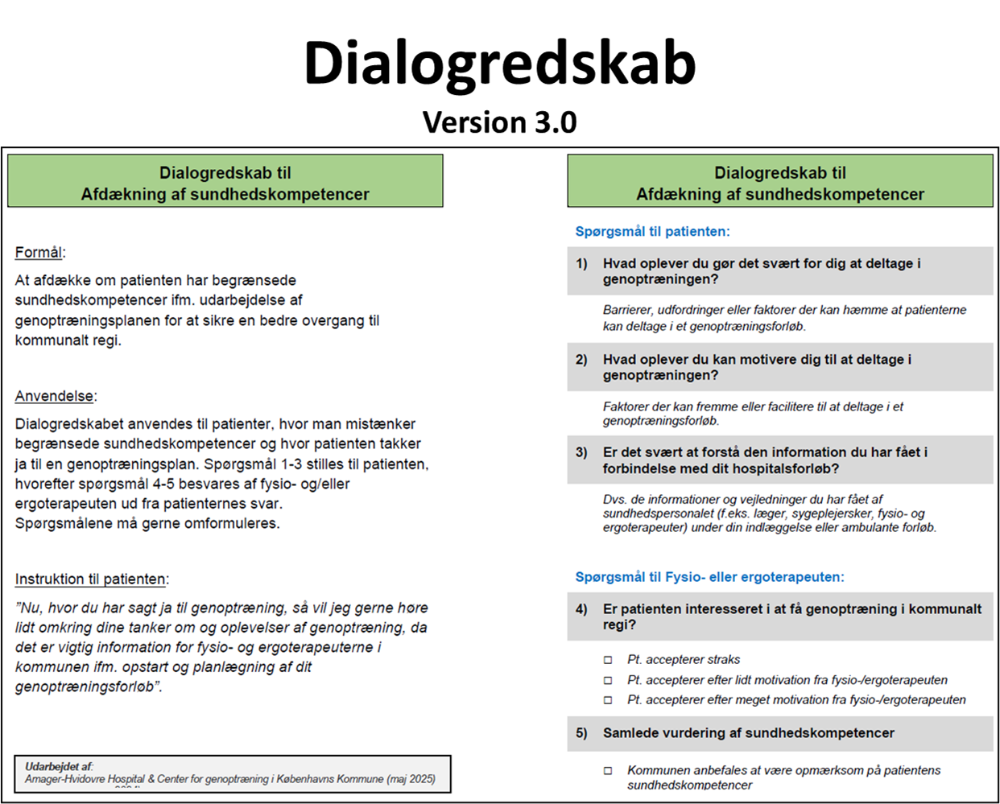 Dialogredskab
Version 3.0
Dialogredskab til
Afdækning af sundhedskompetencer
Formål:
At afdække om patienten har begrænsede
sundhedskompetencer ifm. udarbejdelse af
genoptræningsplanen for at sikre en bedre overgang til
kommunalt regi.
Anvendelse:
Dialogredskabet anvendes til patienter, hvor man mistænker
begrænsede sundhedskompetencer og hvor patienten takker
ja til en genoptræningsplan. Spørgsmål 1-3 stilles til patienten,
hvorefter spørgsmål 4-5 besvares af fysio- og/eller
ergoterapeuten ud fra patienternes svar.
Spørgsmålene må gerne omformuleres.
Instruktion til patienten:
”Nu, hvor du har sagt ja til genoptræning, så vil jeg gerne høre
lidt omkring dine tanker om og oplevelser af genoptræning, da
det er vigtig information for fysio- og ergoterapeuterne i
kommunen ifm. opstart og planlægning af dit
genoptræningsforløb”.
Udarbejdet af:
Amager-Hvidovre Hospital & Center for genoptræning i Københavns Kommune (maj 2025)
Dialogredskab til
Afdækning af sundhedskompetencer
Spørgsmål til patienten:
1) Hvad oplever du gør det svært for dig at deltage i
genoptræningen?
Barrierer, udfordringer eller faktorer der kan hæmme at patienterne
kan deltage i et genoptræningsforløb.
2) Hvad oplever du kan motivere dig til at deltage i
genoptræningen?
Faktorer der kan fremme eller facilitere til at deltage i et
genoptræningsforløb.
3) Er det svært at forstå den information du har fået i
forbindelse med dit hospitalsforløb?
Dvs. de informationer og vejledninger du har fået af
sundhedspersonalet (f.eks. læger, sygeplejersker, fysio- og
ergoterapeuter) under din indlæggelse eller ambulante forløb.
Spørgsmål til Fysio- eller ergoterapeuten:
4) Er patienten interesseret i at få genoptræning i kommunalt
regi?
☐ Pt. accepterer straks
☐ Pt. accepterer efter lidt motivation fra fysio-/ergoterapeuten
☐ Pt. accepterer efter meget motivation fra fysio-/ergoterapeuten
5) Samlede vurdering af sundhedskompetencer
☐ Kommunen anbefales at være opmærksom på patientens
sundhedskompetencer